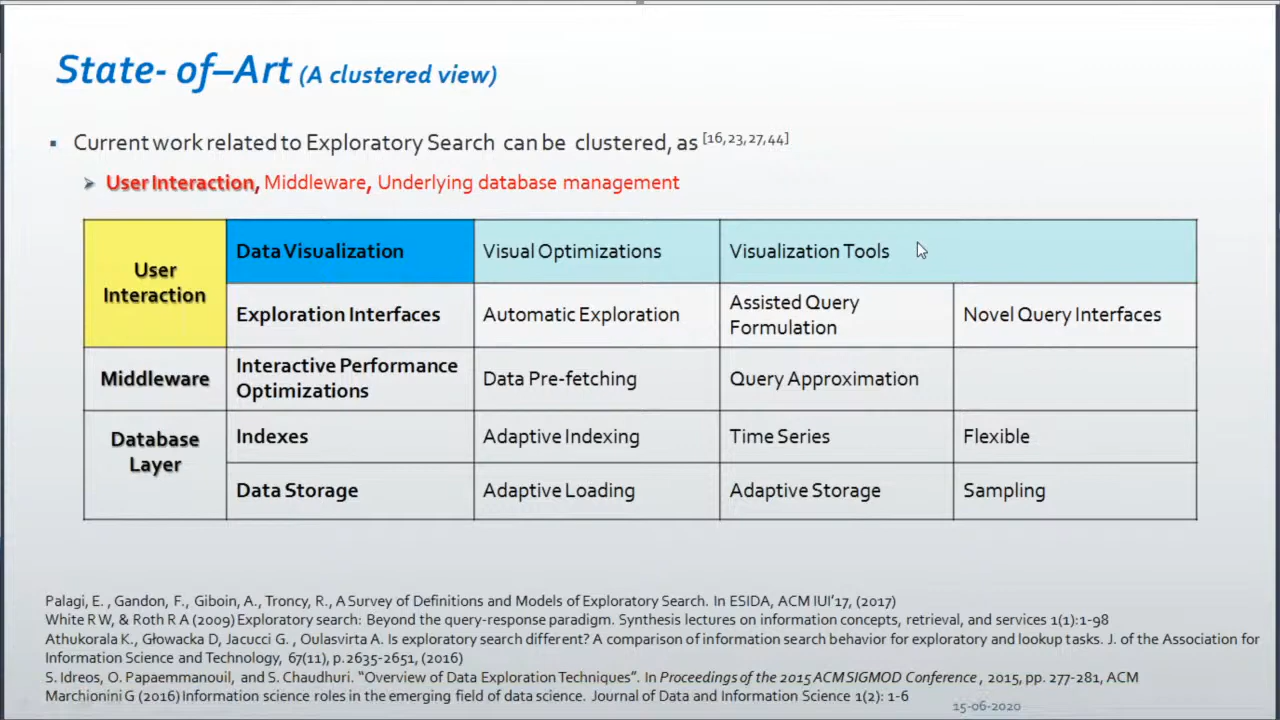 State- of–Art (A clustered view)
▪ Current work related to Exploratory Search can be clustered, as [16,23,27,44]
➢ User Interaction, Middleware, Underlying database management
User Interaction
Data Visualization
Visual Optimizations
Visualization Tools
Exploration Interfaces
Automatic Exploration
Assisted Query Formulation
Novel Query Interfaces
Middleware
Interactive Performance Optimizations
Data Pre-fetching
Query Approximation
Database Layer
Indexes
Adaptive Indexing
Time Series
Flexible
Data Storage
Adaptive Loading
Adaptive Storage
Sampling
Palagi, E. , Gandon, F., Giboin, A., Troncy, R., A Survey of Definitions and Models of Exploratory Search. In ESIDA, ACM IUI'17, (2017)
White R W, & Roth R A (2009) Exploratory search: Beyond the query-response paradigm. Synthesis lectures on information concepts, retrieval, and services 1(1):1-98
Athukorala K., Głowacka D, Jacucci G. , Oulasvirta A. Is exploratory search different? A comparison of information search behavior for exploratory and lookup tasks. J. of the Association for
Information Science and Technology, 67(11), p. 2635-2651, (2016)
S. Idreos, O. Papaemmanouil, and S. Chaudhuri. “Overview of Data Exploration Techniques”. In Proceedings of the 2015 ACM SIGMOD Conference , 2015, pp. 277-281, ACM
Marchionini G (2016) Information science roles in the emerging field of data science. Journal of Data and Information Science 1(2): 1-6
15-06-2020